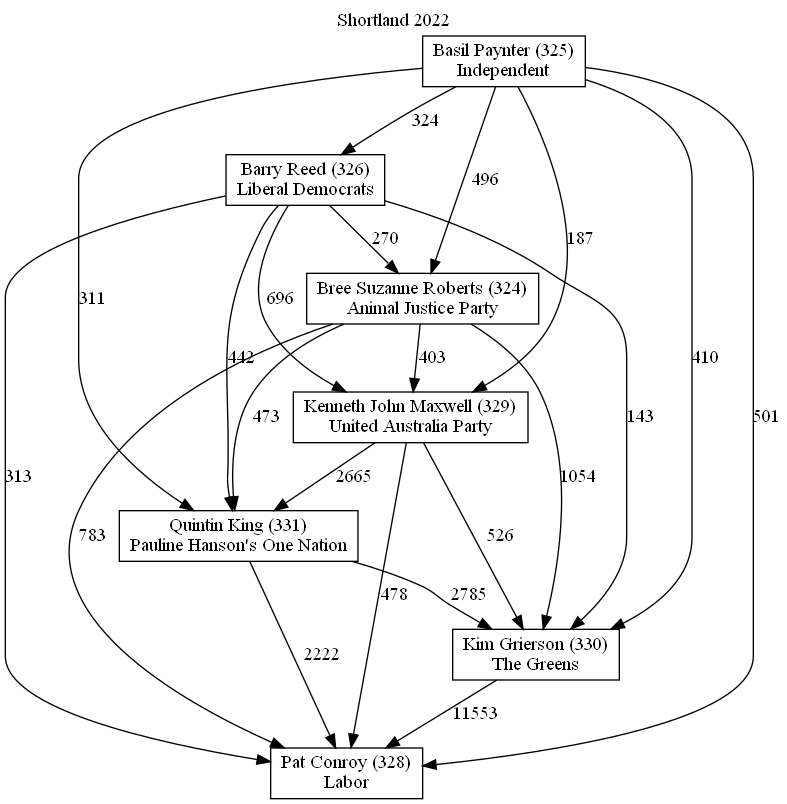 Shortland 2022
Basil Paynter (325)
Independent
324
Barry Reed (326)
Liberal Democrats
496
187
270
Bree Suzanne Roberts (324)
Animal Justice Party
311
696
442
403
410
Kenneth John Maxwell (329)
United Australia Party
473
143
501
313
2665
1054
Quintin King (331)
Pauline Hanson's One Nation
783
526
478
2785
Kim Grierson (330)
The Greens
2222
11553
Pat Conroy (328)
Labor